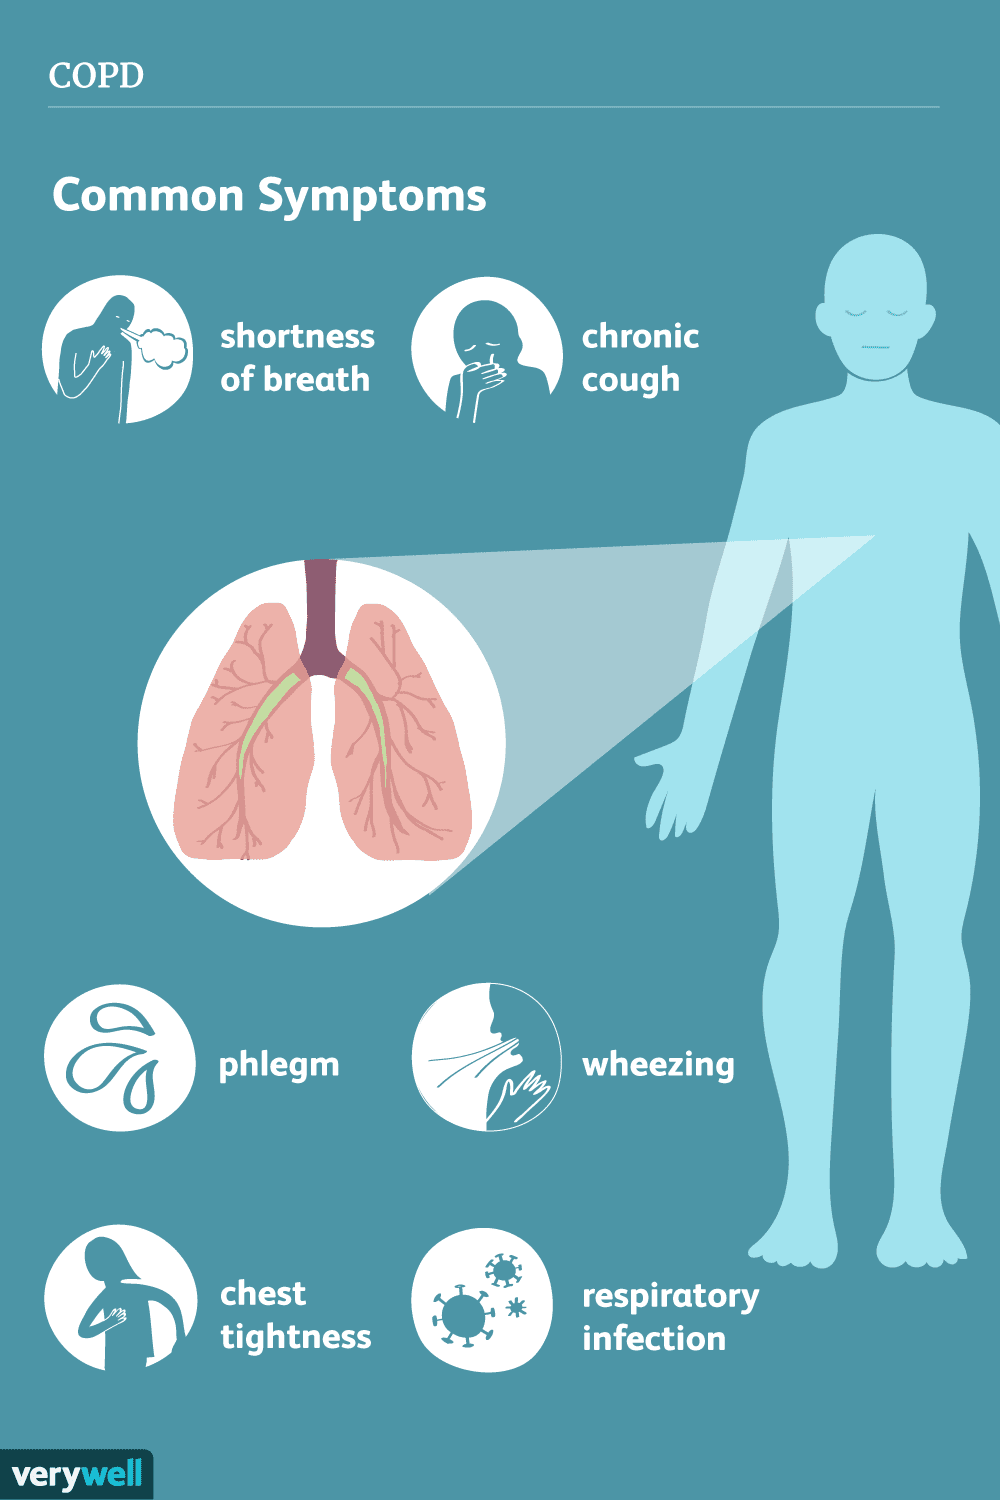 COPD
Common Symptoms
shortness
of breath
chronic
cough
phlegm
wheezing
chest
tightness
respiratory
infection
verywell